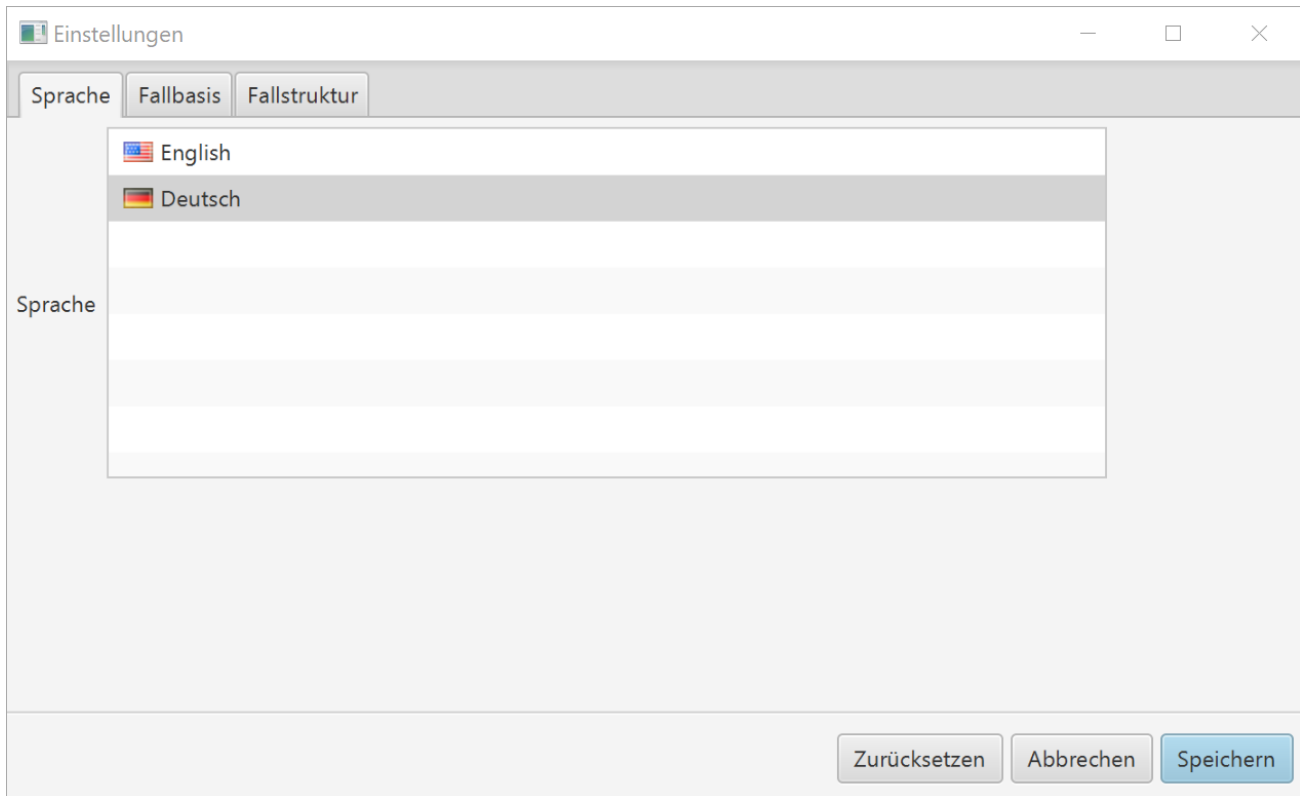 Einstellungen
Sprache Fallbasis Fallstruktur
English
Deutsch
Sprache
Zurücksetzen Abbrechen Speichern